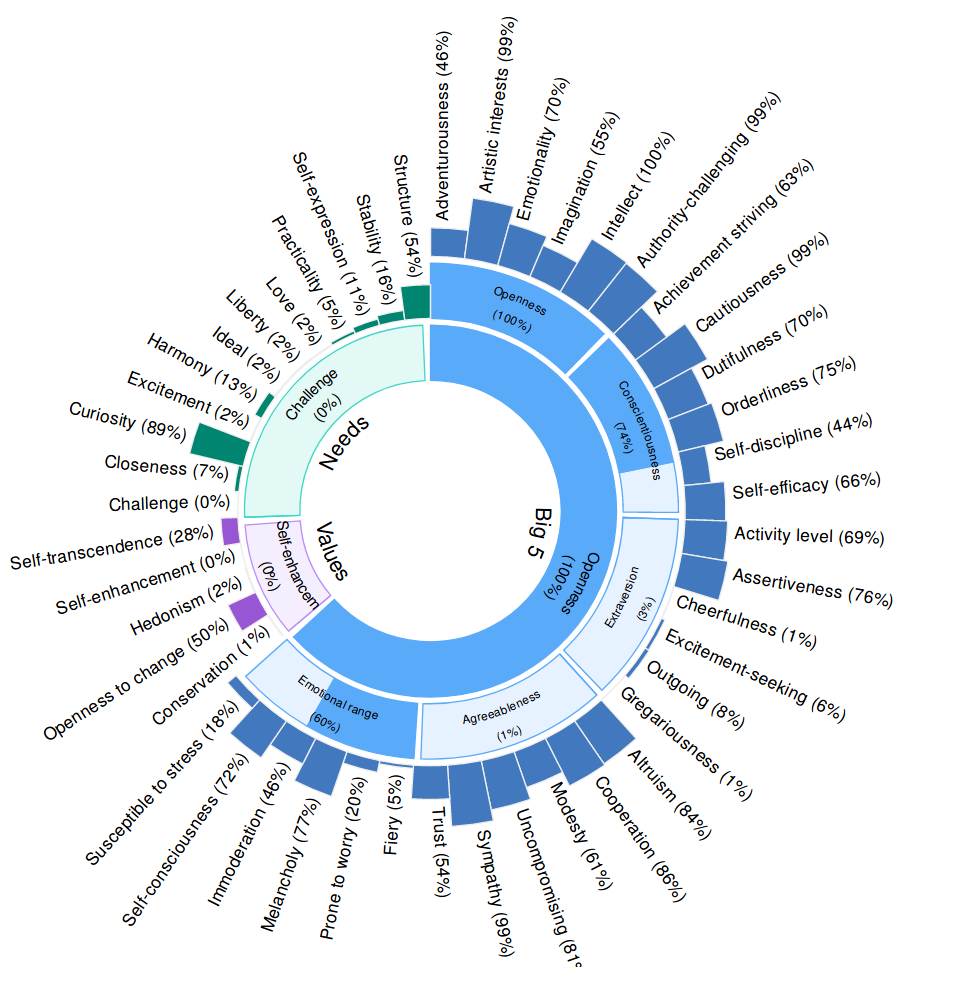 Adventurousness (46%)
Artistic interests (99%)
Emotionality (70%)
Imagination (55%)
Intellect (100%)
Authority-challenging (99%)
Achievement striving (63%)
Cautiousness (99%)
Dutifulness (70%)
Orderliness (75%)
Self-discipline (44%)
Self-efficacy (66%)
Activity level (69%)
Assertiveness (76%)
Cheerfulness (1%)
Excitement-seeking (6%)
Outgoing (8%)
Gregariousness (1%)
Altruism (84%)
Cooperation (86%)
Modesty (61%)
Uncompromising (81%
Sympathy (99%)
Trust (54%)
Fiery (5%)
Prone to worry (20%)
Melancholy (77%)
Immoderation (46%)
Self-consciousness (72%)
Susceptible to stress (18%)
Conservation (1%)
Openness to change (50%)
Hedonism (2%)
Self-enhancement (0%)
Self-transcendence (28%)
Challenge (0%)
Closeness (7%)
Curiosity (89%)
Excitement (2%)
Harmony (13%)
Ideal (2%)
Liberty (2%)
Love (2%)
Practicality (5%)
Self-expression (11%)
Stability (16%)
Structure (54%)
Openness
(100%)
Conscientiousness
(74%)
Extraversion
(3%)
Agreeableness
(1%)
Emotional range
(60%)
Self-enhancem
(0%)
Challenge
(0%)
Needs
Values
Big 5
Openness
(100%)